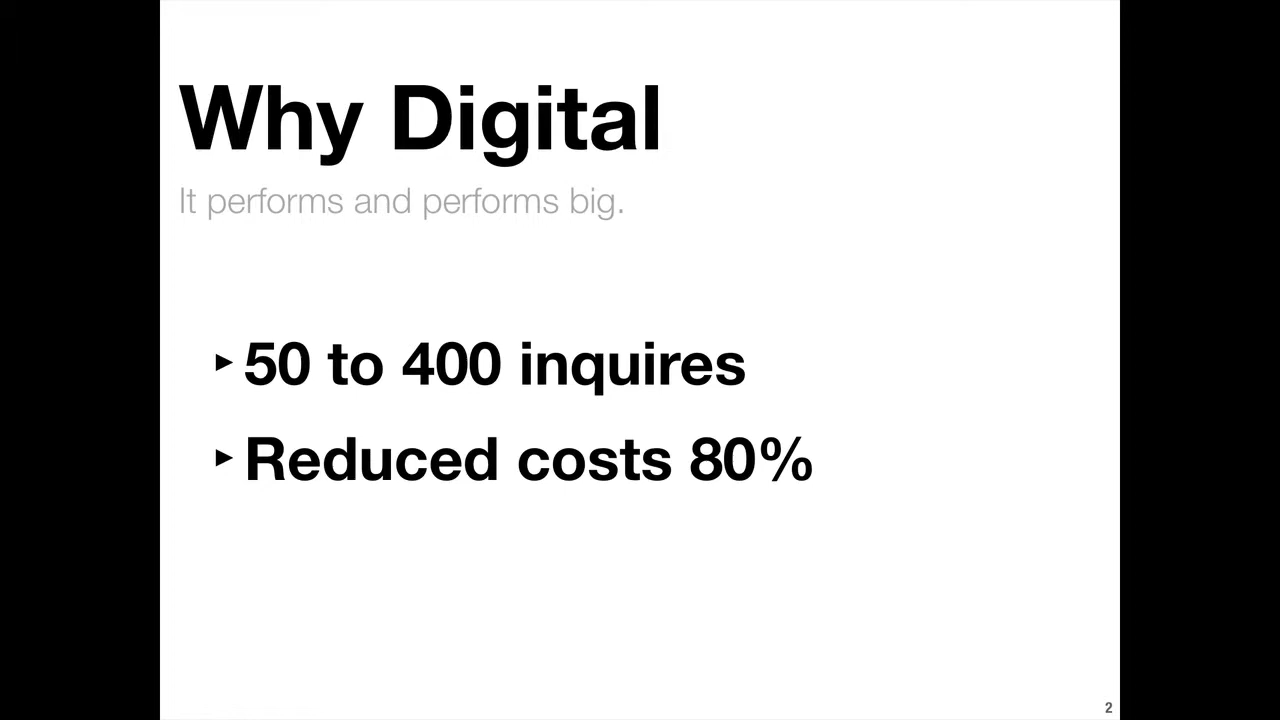 Why Digital
It performs and performs big.
‣ 50 to 400 inquires
‣ Reduced costs 80%
2